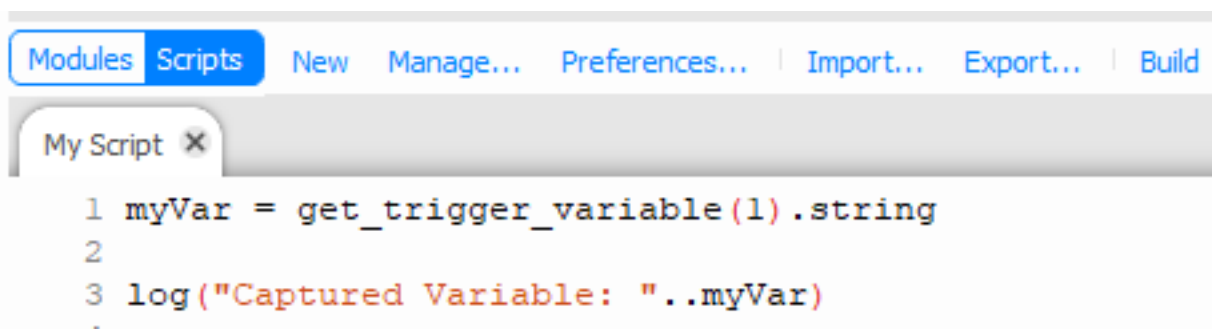 Modules Scripts New Manage... Preferences... Import... Export... Build
My Script ✕
1 myVar = get_trigger_variable(1).string
2
3 log("Captured Variable: "..myVar)